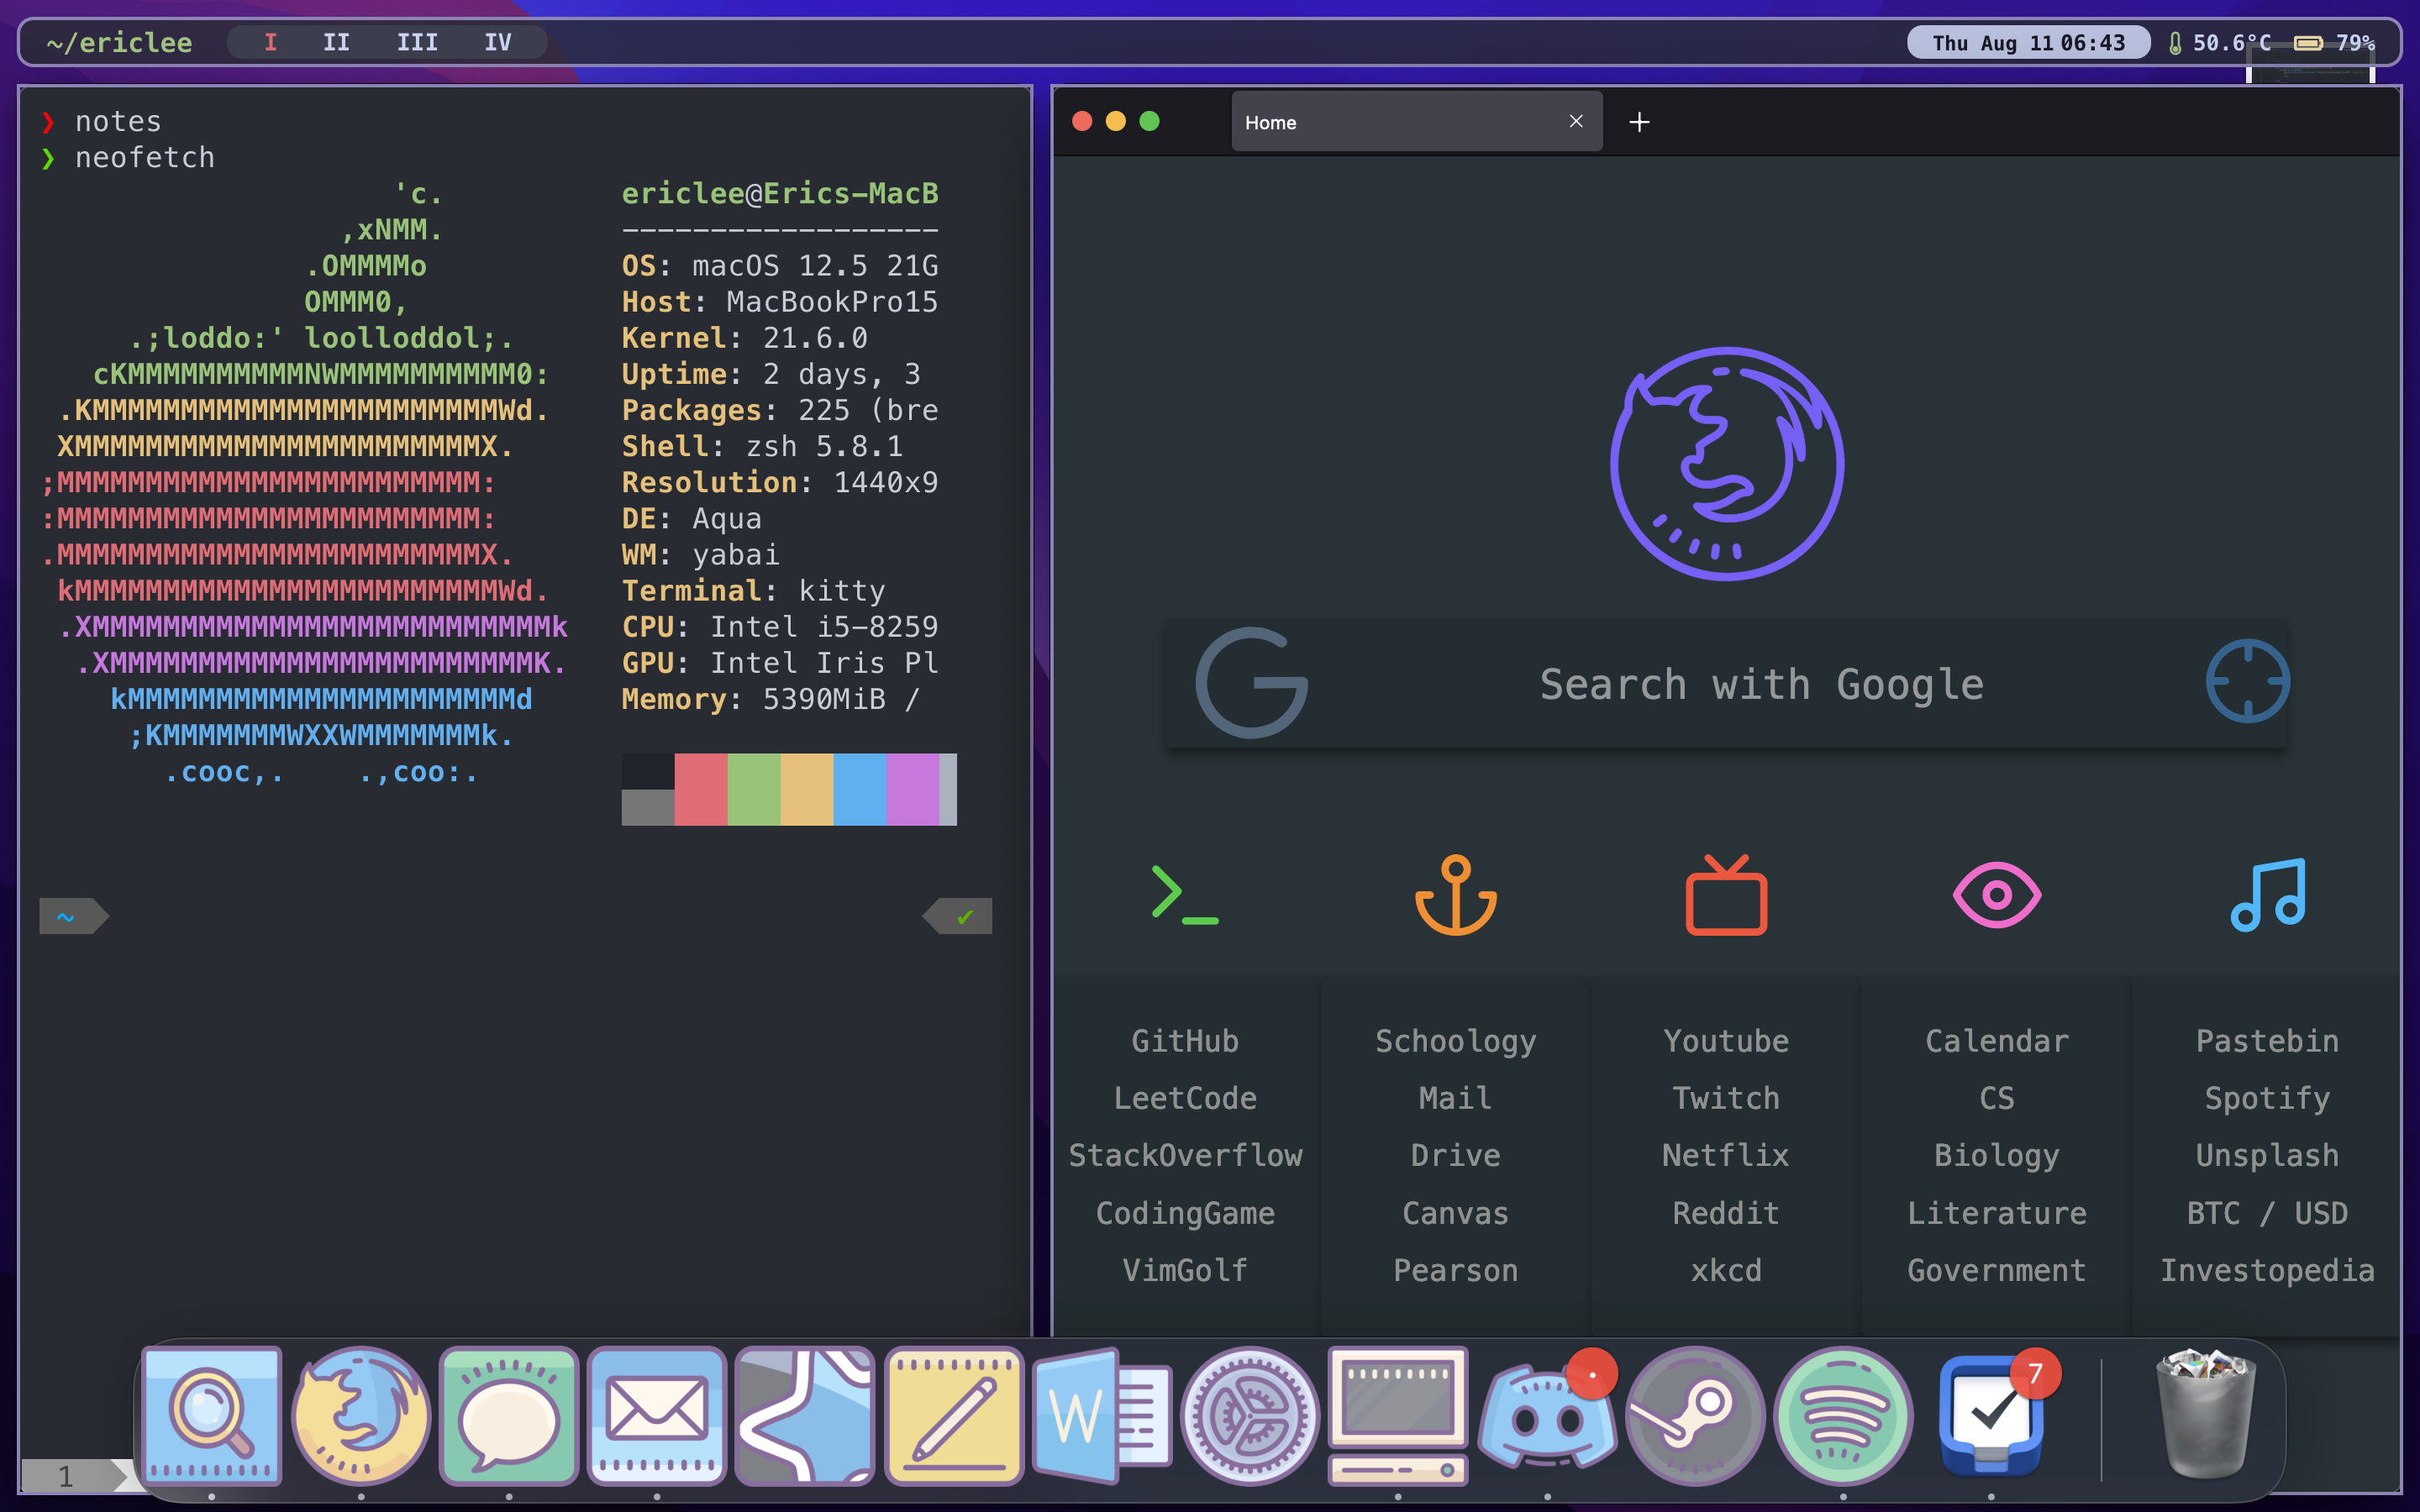 ~/ericlee I II III IV Thu Aug 11 06:43 50.6°C 79%
❯ notes
❯ neofetch
'c.
,xNMM.
.OMMMMo
OMMM0,
.;loddo:' loolloddol;.
cKMMMMMMMMMMNWMMMMMMMMMM0:
.KMMMMMMMMMMMMMMMMMMMMMMMWd.
XMMMMMMMMMMMMMMMMMMMMMMMX.
;MMMMMMMMMMMMMMMMMMMMMMMM:
:MMMMMMMMMMMMMMMMMMMMMMMM:
.MMMMMMMMMMMMMMMMMMMMMMMMX.
kMMMMMMMMMMMMMMMMMMMMMMMMWd.
.XMMMMMMMMMMMMMMMMMMMMMMMMMMk
.XMMMMMMMMMMMMMMMMMMMMMMMMK.
kMMMMMMMMMMMMMMMMMMMMMMd
;KMMMMMMMWXXWMMMMMMMk.
.cooc,. .,coo:.
ericlee@Erics-MacB
------------------
OS: macOS 12.5 21G
Host: MacBookPro15
Kernel: 21.6.0
Uptime: 2 days, 3
Packages: 225 (bre
Shell: zsh 5.8.1
Resolution: 1440x9
DE: Aqua
WM: yabai
Terminal: kitty
CPU: Intel i5-8259
GPU: Intel Iris Pl
Memory: 5390MiB /
~ ✔
1
Home
Search with Google
GitHub
LeetCode
StackOverflow
CodingGame
VimGolf
Schoology
Mail
Drive
Canvas
Pearson
Youtube
Twitch
Netflix
Reddit
xkcd
Calendar
CS
Biology
Literature
Government
Pastebin
Spotify
Unsplash
BTC / USD
Investopedia
W
7